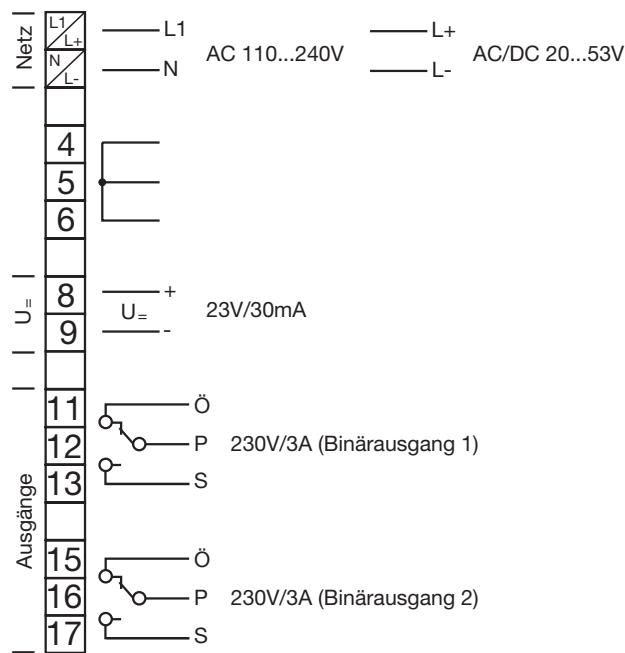 Netz
L1
L+
L1
AC 110...240V
L+
AC/DC 20...53V
N
L-
N
L-
4
5
6
U=
8
+
U=
23V/30mA
9
-
Ausgänge
11
Ö
12
P
230V/3A (Binärausgang 1)
13
S
15
Ö
16
P
230V/3A (Binärausgang 2)
17
S